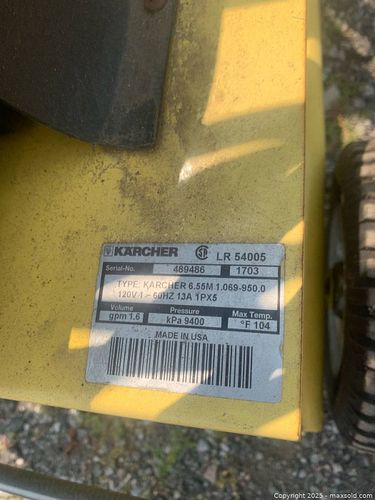 KÄRCHER LR 54005
Serial-No. 489486 1703
TYPE: KARCHER 6.55M 1.069-950.0
120V 1 ~ 60HZ 13A 1PX5
Volume Pressure Max Temp.
gpm 1.6 kPa 9400 °F 104
MADE IN USA
Copyright © 2025 - maxsold.com